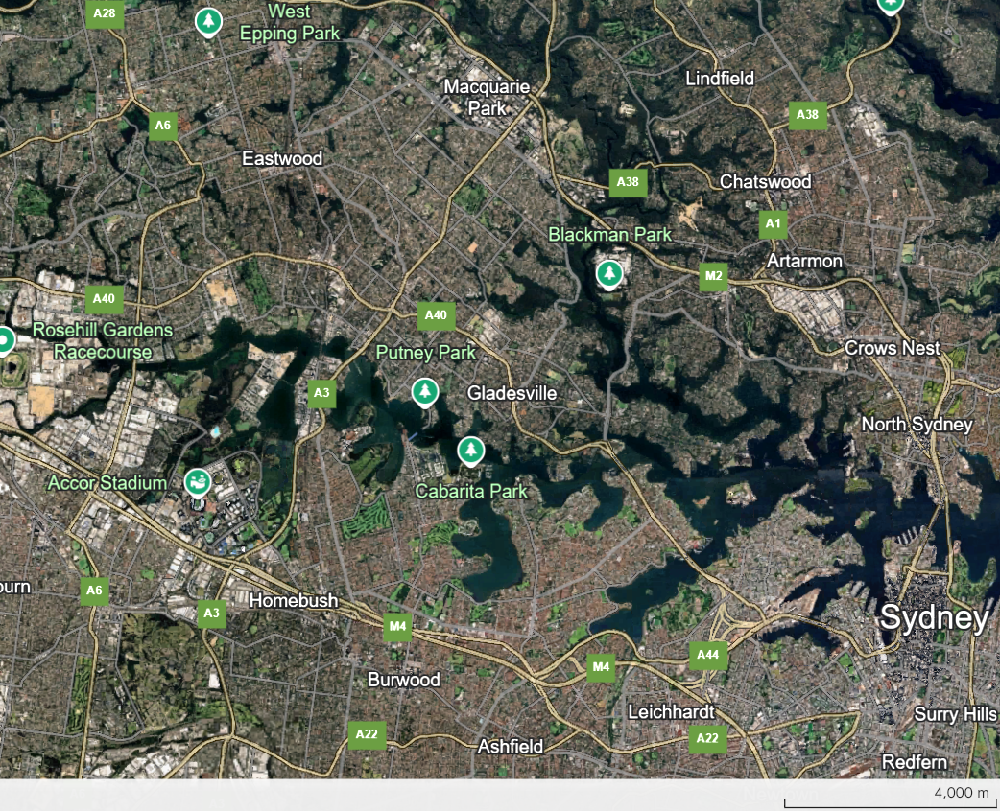 A28
West
Epping Park
Lindfield
Macquarie
Park
A38
A6
Eastwood
A38
Chatswood
A1
Blackman Park
Artarmon
M2
A40
A40
Rosehill Gardens
Racecourse
Putney Park
Crows Nest
A3
Gladesville
North Sydney
Accor Stadium
Cabarita Park
ourn
A6
Homebush
A3
Sydney
M4
A44
M4
Burwood
Leichhardt
Surry Hills
A22
A22
Ashfield
Redfern
4,000 m